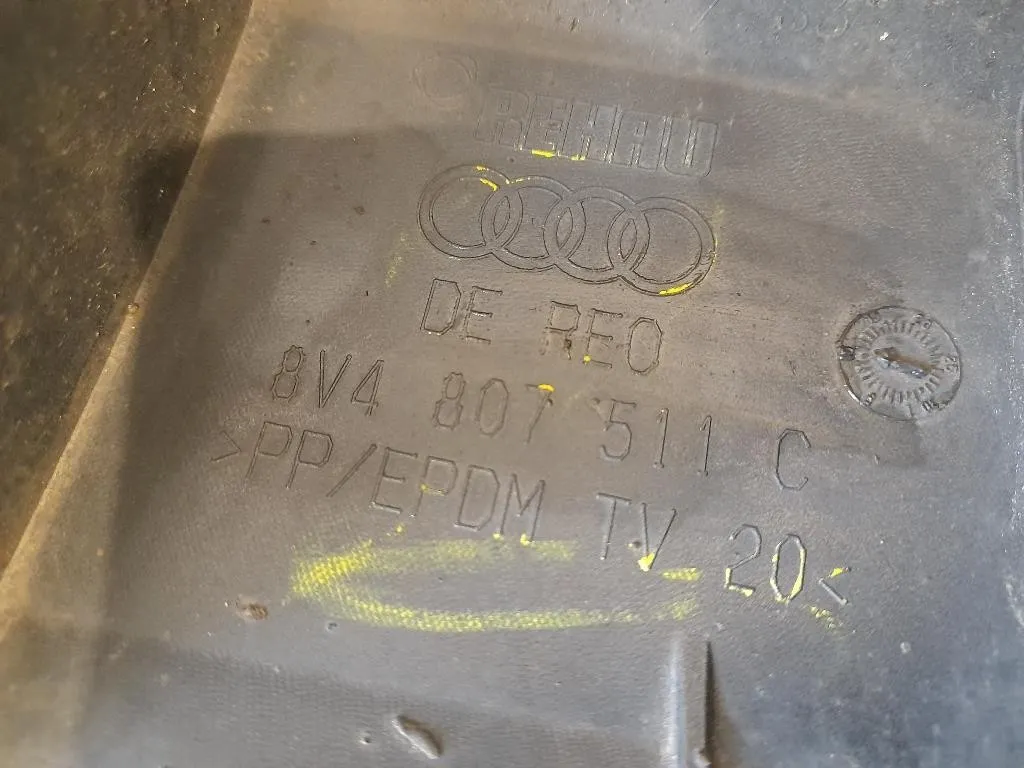 REHAU
DE REO
8V4 807 511 C
>PP/EPDM TV 20<